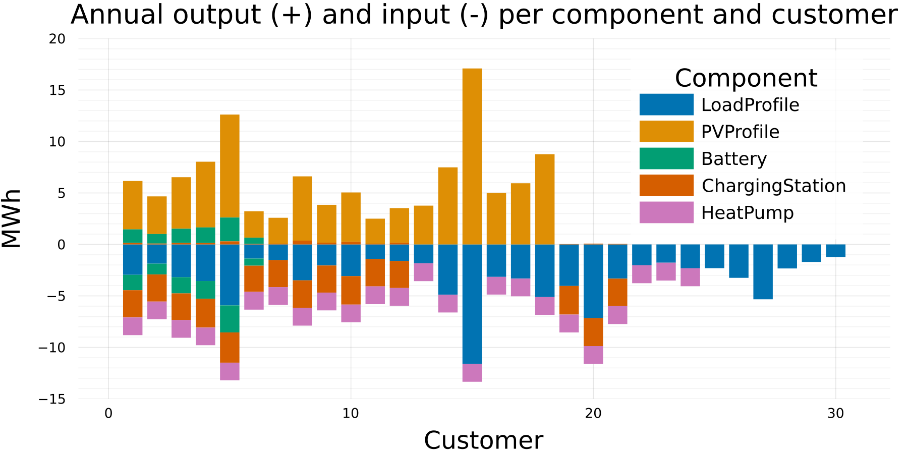 Annual output (+) and input (-) per component and customer
20
15
10
5
0
−5
−10
−15
MWh
Component
LoadProfile
PVProfile
Battery
ChargingStation
HeatPump
0
10
20
30
Customer